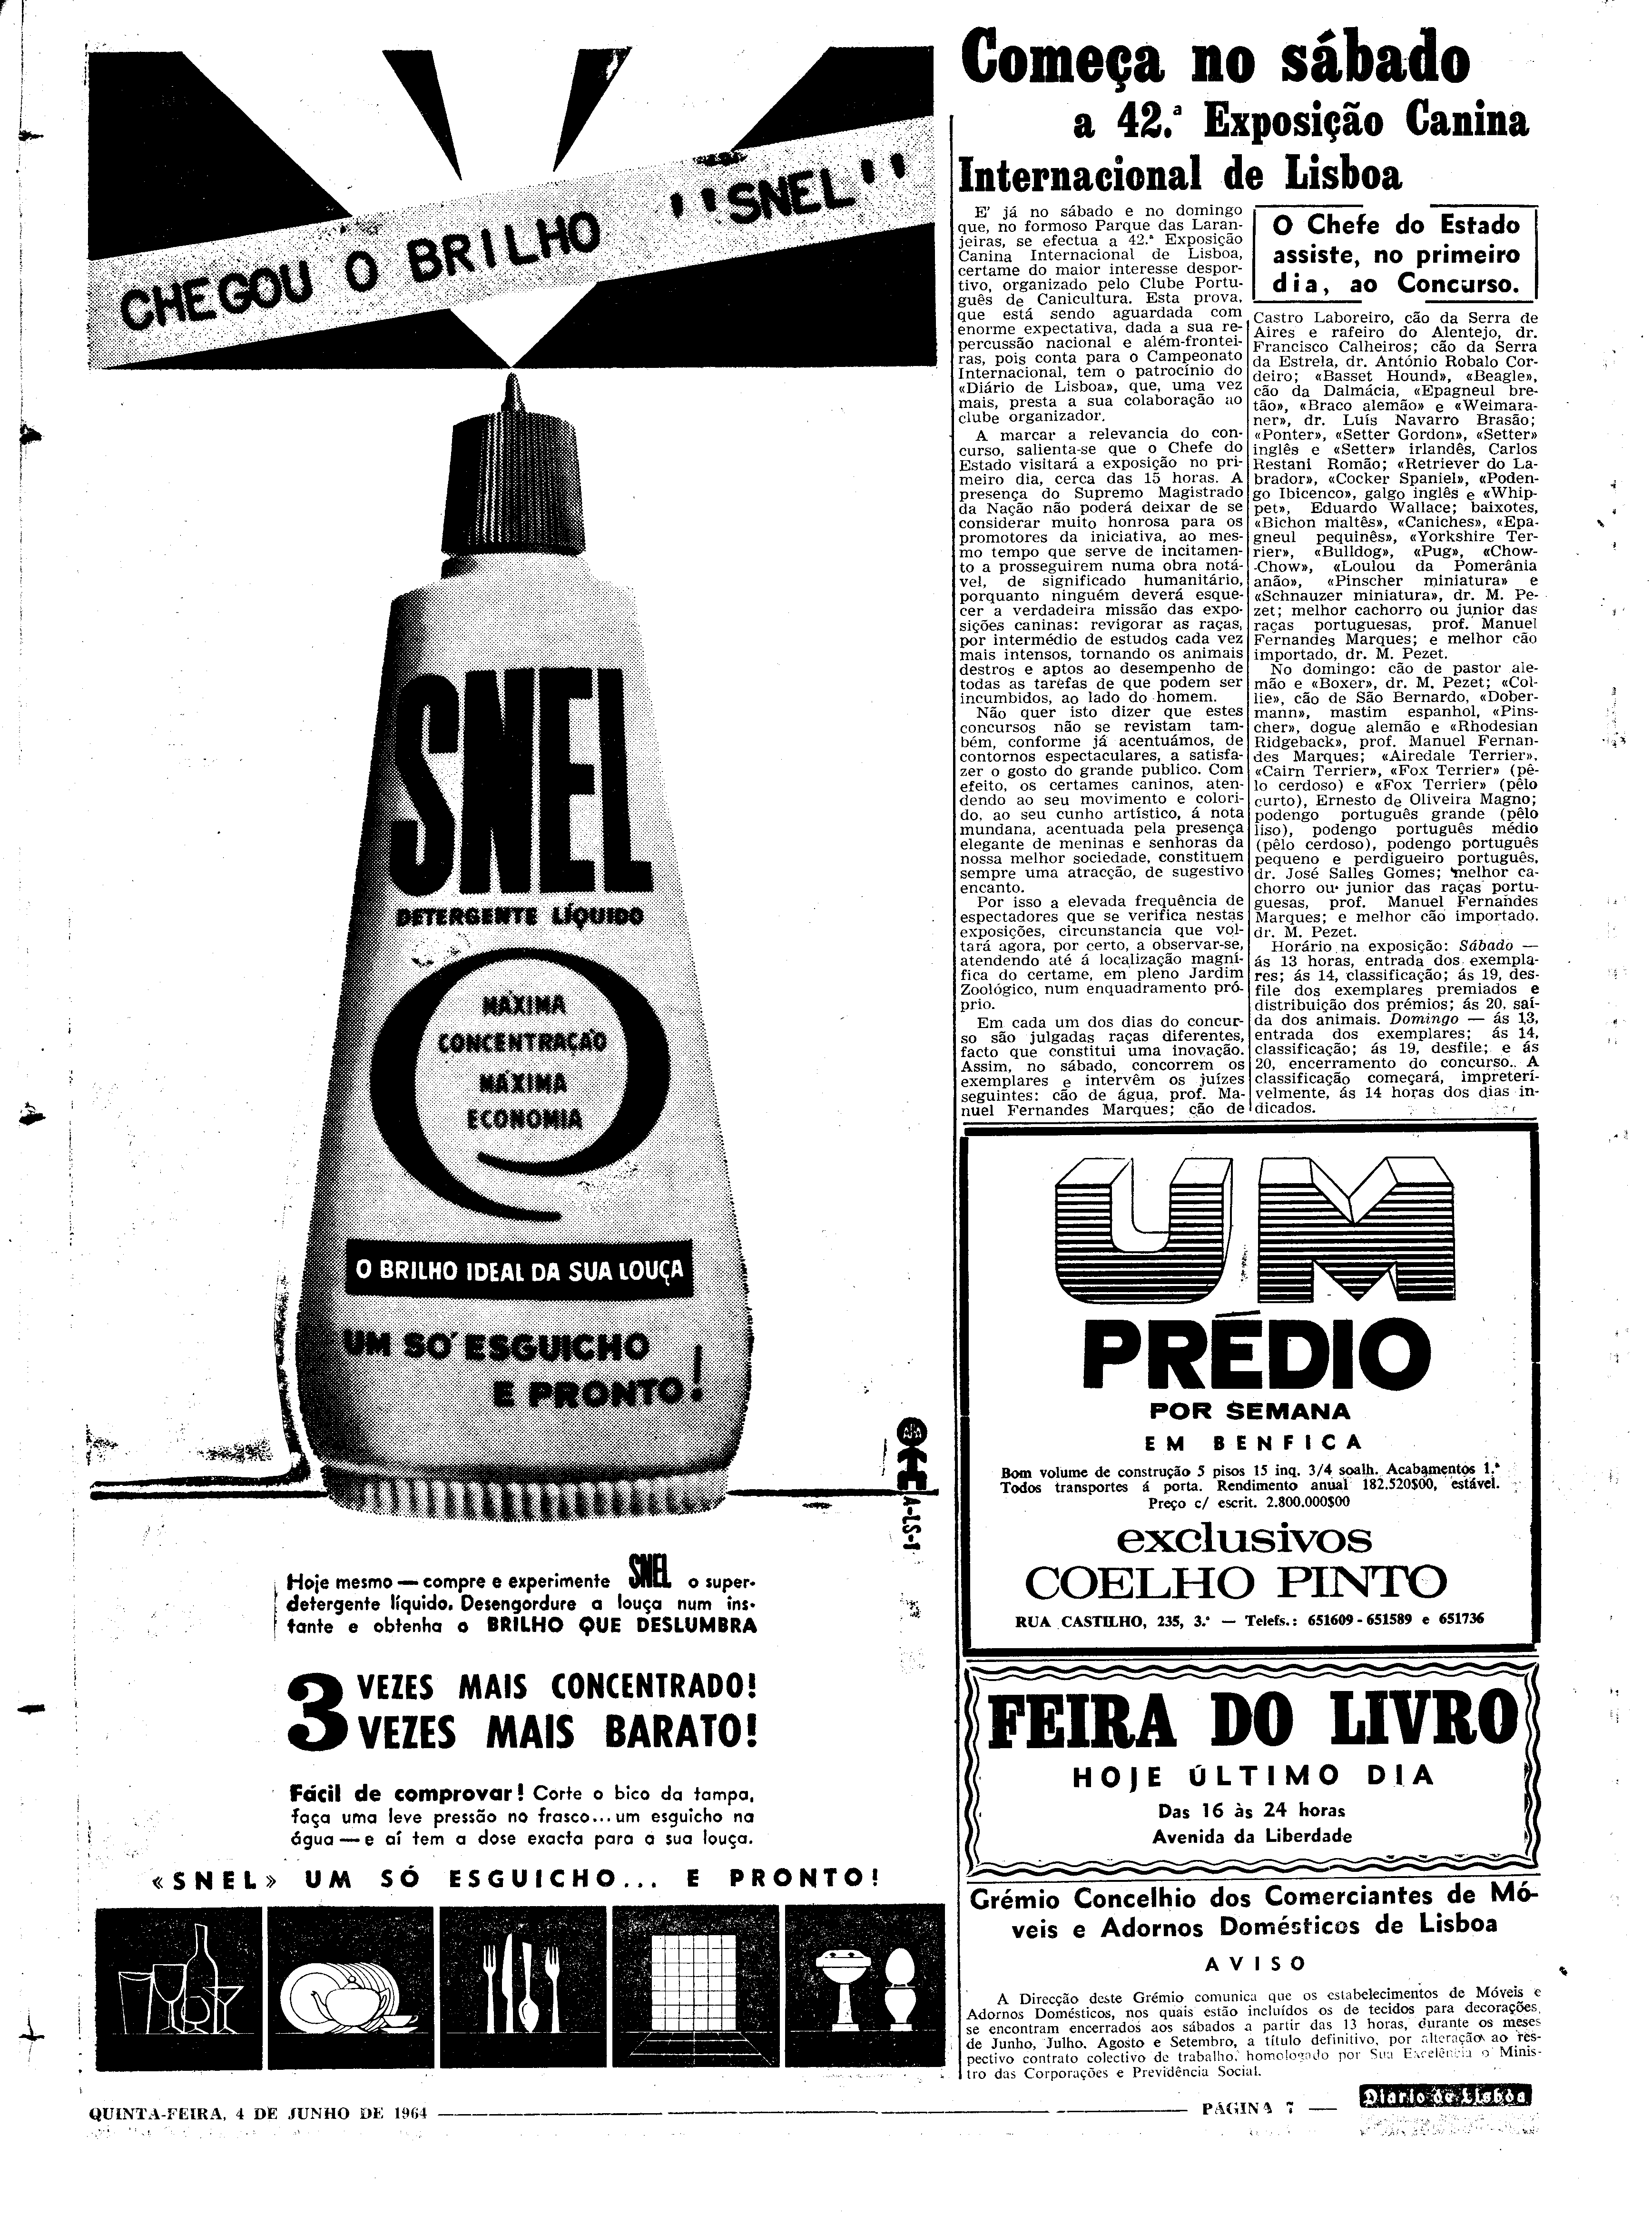 CHEGOU O BRILHO "SNEL"
SNEL
DETERGENTE LÍQUIDO
MÁXIMA
CONCENTRAÇÃO
MÁXIMA
ECONOMIA
O BRILHO IDEAL DA SUA LOUÇA
UM SÓ ESGUICHO
E PRONTO!
A-LS-1
Hoje mesmo — compre e experimente SNEL o super-
detergente líquido. Desengordure a louça num ins-
tante e obtenha o BRILHO QUE DESLUMBRA
3 VEZES MAIS CONCENTRADO!
VEZES MAIS BARATO!
Fácil de comprovar! Corte o bico da tampa,
faça uma leve pressão no frasco... um esguicho na
água — e aí tem a dose exacta para a sua louça.
«SNEL» UM SÓ ESGUICHO... E PRONTO!
Começa no sábado
a 42.ª Exposição Canina
Internacional de Lisboa
E' já no sábado e no domingo
que, no formoso Parque das Laran-
jeiras, se efectua a 42.ª Exposição
Canina Internacional de Lisboa,
certame do maior interesse despor-
tivo, organizado pelo Clube Portu-
guês de Canicultura. Esta prova,
que está sendo aguardada com
enorme expectativa, dada a sua re-
percussão nacional e além-frontei-
ras, pois conta para o Campeonato
Internacional, tem o patrocínio do
«Diário de Lisboa», que, uma vez
mais, presta a sua colaboração ao
clube organizador.
A marcar a relevancia do con-
curso, salienta-se que o Chefe do
Estado visitará a exposição no pri-
meiro dia, cerca das 15 horas. A
presença do Supremo Magistrado
da Nação não poderá deixar de se
considerar muito honrosa para os
promotores da iniciativa, ao mes-
mo tempo que serve de incitamen-
to a prosseguirem numa obra notá-
vel, de significado humanitário,
porquanto ninguém deverá esque-
cer a verdadeira missão das expo-
sições caninas: revigorar as raças,
por intermédio de estudos cada vez
mais intensos, tornando os animais
destros e aptos ao desempenho de
todas as tarefas de que podem ser
incumbidos, ao lado do homem.
Não quer isto dizer que estes
concursos não se revistam tam-
bém, conforme já acentuámos, de
contornos espectaculares, a satisfa-
zer o gosto do grande publico. Com
efeito, os certames caninos, aten-
dendo ao seu movimento e colori-
do, ao seu cunho artístico, á nota
mundana, acentuada pela presença
elegante de meninas e senhoras da
nossa melhor sociedade, constituem
sempre uma atracção, de sugestivo
encanto.
Por isso a elevada frequência de
espectadores que se verifica nestas
exposições, circunstancia que vol-
tará agora, por certo, a observar-se,
atendendo até á localização magní-
fica do certame, em pleno Jardim
Zoológico, num enquadramento pró-
prio.
Em cada um dos dias do concur-
so são julgadas raças diferentes,
facto que constitui uma inovação.
Assim, no sábado, concorrem os
exemplares e intervêm os juízes
seguintes: cão de água, prof. Ma-
nuel Fernandes Marques; cão de
O Chefe do Estado
assiste, no primeiro
dia, ao Concurso.
Castro Laboreiro, cão da Serra de
Aires e rafeiro do Alentejo, dr.
Francisco Calheiros; cão da Serra
da Estrela, dr. António Robalo Cor-
deiro; «Basset Hound», «Beagle»,
cão da Dalmácia, «Epagneul bre-
tão», «Braco alemão» e «Weimara-
ner», dr. Luís Navarro Brasão;
«Ponter», «Setter Gordon», «Setter»
inglês e «Setter» irlandês, Carlos
Restani Romão; «Retriever do La-
brador», «Cocker Spaniel», «Poden-
go Ibicenco», galgo inglês e «Whip-
pet», Eduardo Wallace; baixotes,
«Bichon maltês», «Caniches», «Epa-
gneul pequinês», «Yorkshire Ter-
rier», «Bulldog», «Pug», «Chow-
-Chow», «Loulou da Pomerânia
anão», «Pinscher miniatura» e
«Schnauzer miniatura», dr. M. Pe-
zet; melhor cachorro ou junior das
raças portuguesas, prof. Manuel
Fernandes Marques; e melhor cão
importado, dr. M. Pezet.
No domingo: cão de pastor ale-
mão e «Boxer», dr. M. Pezet; «Col-
lie», cão de São Bernardo, «Dober-
mann», mastim espanhol, «Pins-
cher», dogue alemão e «Rhodesian
Ridgeback», prof. Manuel Fernan-
des Marques; «Airedale Terrier»,
«Cairn Terrier», «Fox Terrier» (pê-
lo cerdoso) e «Fox Terrier» (pêlo
curto), Ernesto de Oliveira Magno;
podengo português grande (pêlo
liso), podengo português médio
(pêlo cerdoso), podengo português
pequeno e perdigueiro português,
dr. José Salles Gomes; melhor ca-
chorro ou junior das raças portu-
guesas, prof. Manuel Fernandes
Marques; e melhor cão importado.
dr. M. Pezet.
Horário na exposição: Sábado —
ás 13 horas, entrada dos exempla-
res; ás 14, classificação; ás 19, des-
file dos exemplares premiados e
distribuição dos prémios; ás 20, saí-
da dos animais. Domingo — ás 13,
entrada dos exemplares; ás 14,
classificação; ás 19, desfile; e ás
20, encerramento do concurso. A
classificação começará, impreteri-
velmente, ás 14 horas dos dias in-
dicados.
UM
PRÉDIO
POR SEMANA
EM BENFICA
Bom volume de construção 5 pisos 15 inq. 3/4 soalh. Acabamentos 1.ª
Todos transportes á porta. Rendimento anual 182.520$00, estável.
Preço c/ escrit. 2.800.000$00
exclusivos
COELHO PINTO
RUA CASTILHO, 235, 3.º — Telefs.: 651609 - 651589 e 651736
FEIRA DO LIVRO
HOJE ÚLTIMO DIA
Das 16 às 24 horas
Avenida da Liberdade
Grémio Concelhio dos Comerciantes de Mó-
veis e Adornos Domésticos de Lisboa
AVISO
A Direcção deste Grémio comunica que os estabelecimentos de Móveis e
Adornos Domésticos, nos quais estão incluídos os de tecidos para decorações,
se encontram encerrados aos sábados a partir das 13 horas, durante os meses
de Junho, Julho, Agosto e Setembro, a título definitivo, por alteração ao res-
pectivo contrato colectivo de trabalho, homologado por Sua Excelência o Minis-
tro das Corporações e Previdência Social.
QUINTA-FEIRA, 4 DE JUNHO DE 1964 — PÁGINA 7 — Diário de Lisboa